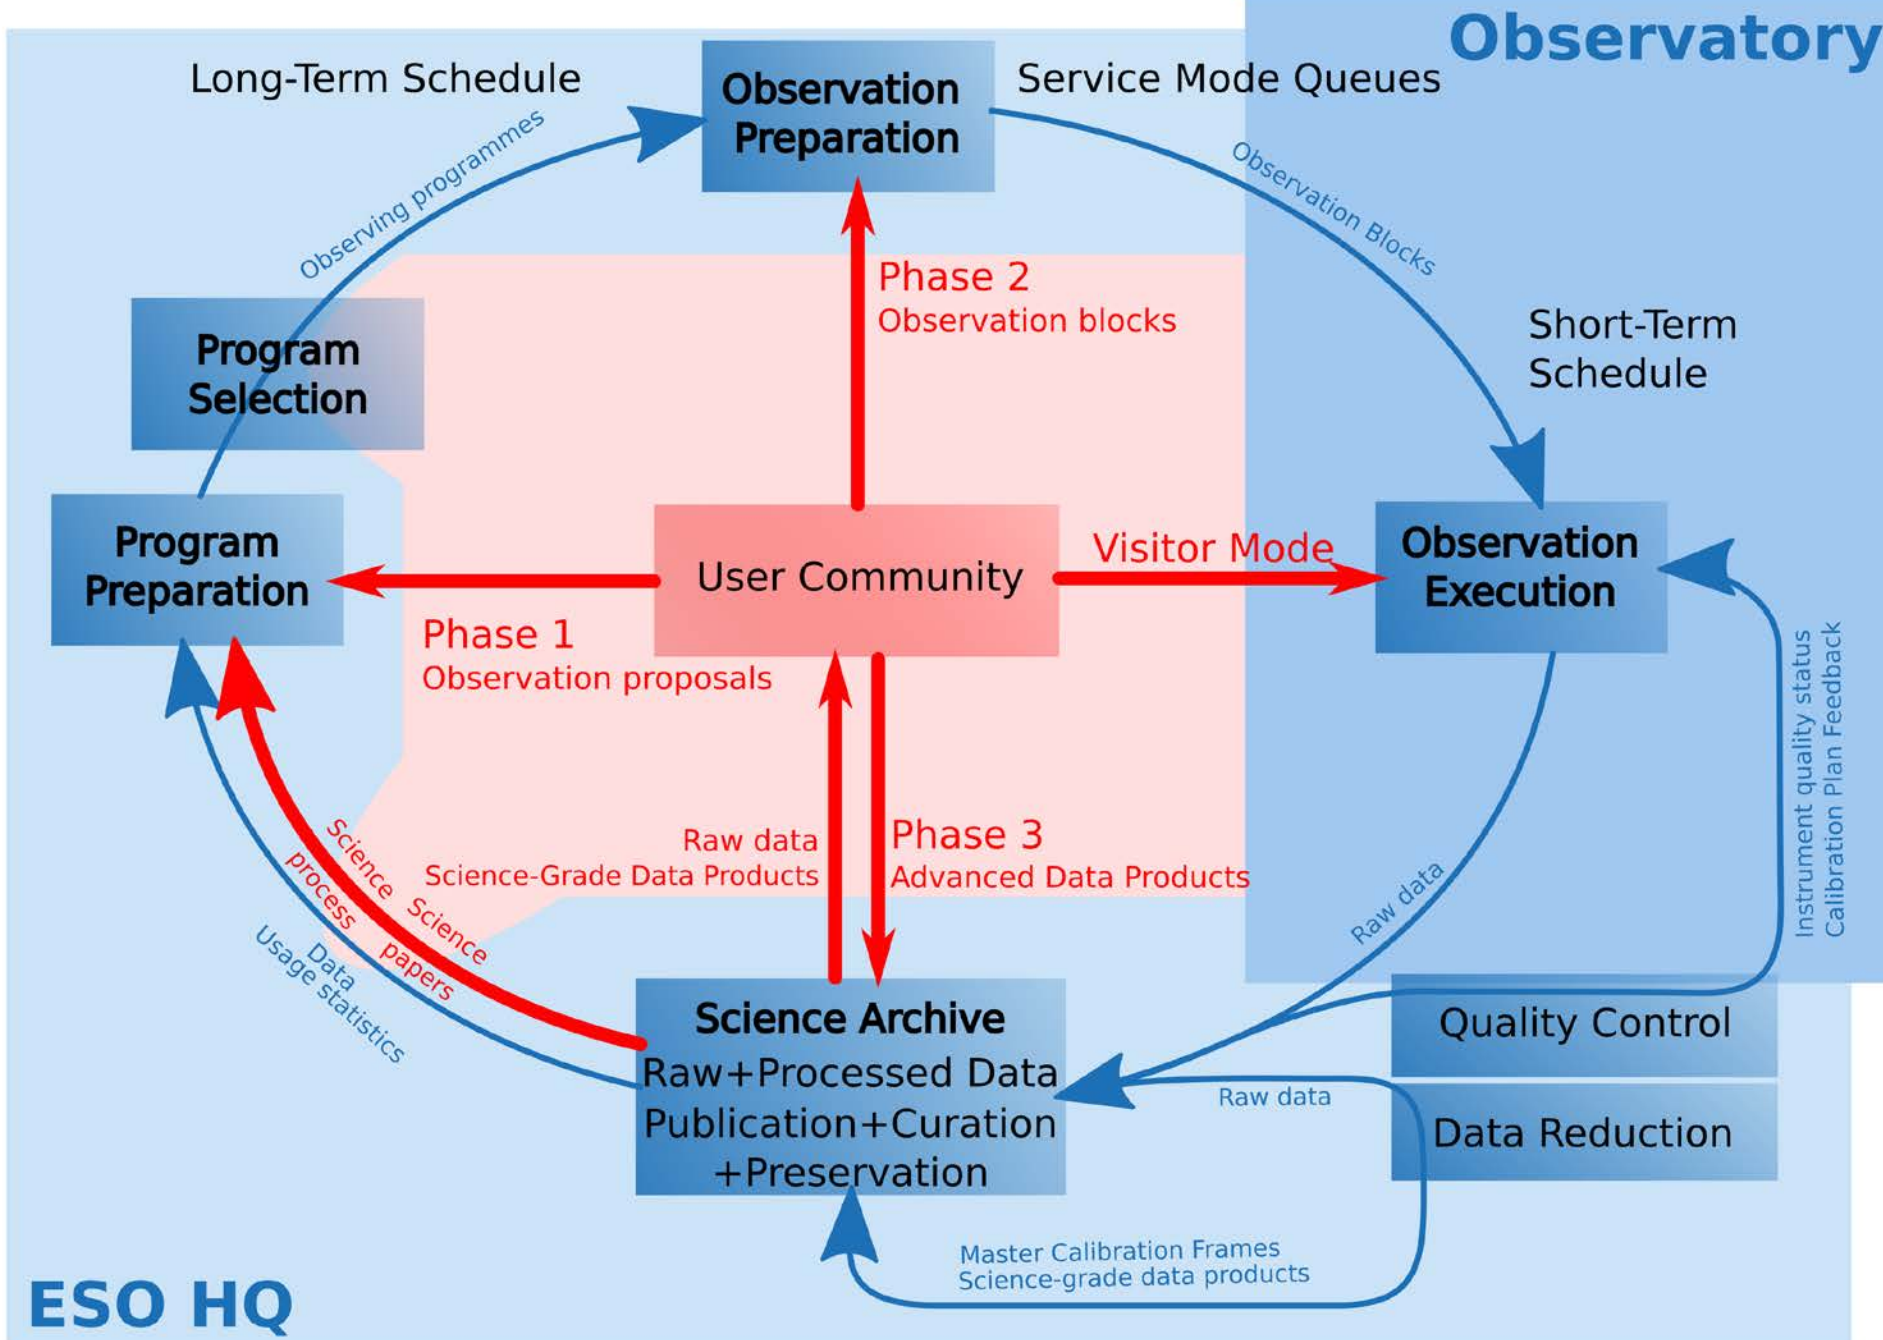 Observatory
Long-Term Schedule
Observation
Preparation
Service Mode Queues
Observing programmes
Observation Blocks
Phase 2
Observation blocks
Short-Term
Schedule
Program
Selection
Program
Preparation
User Community
Visitor Mode
Observation
Execution
Phase 1
Observation proposals
Instrument quality status
Calibration Plan Feedback
Raw data
Science-Grade Data Products
Phase 3
Advanced Data Products
Raw data
Science Science
process papers
Data
Usage statistics
Science Archive
Raw+Processed Data
Publication+Curation
+Preservation
Quality Control
Raw data
Data Reduction
Master Calibration Frames
Science-grade data products
ESO HQ